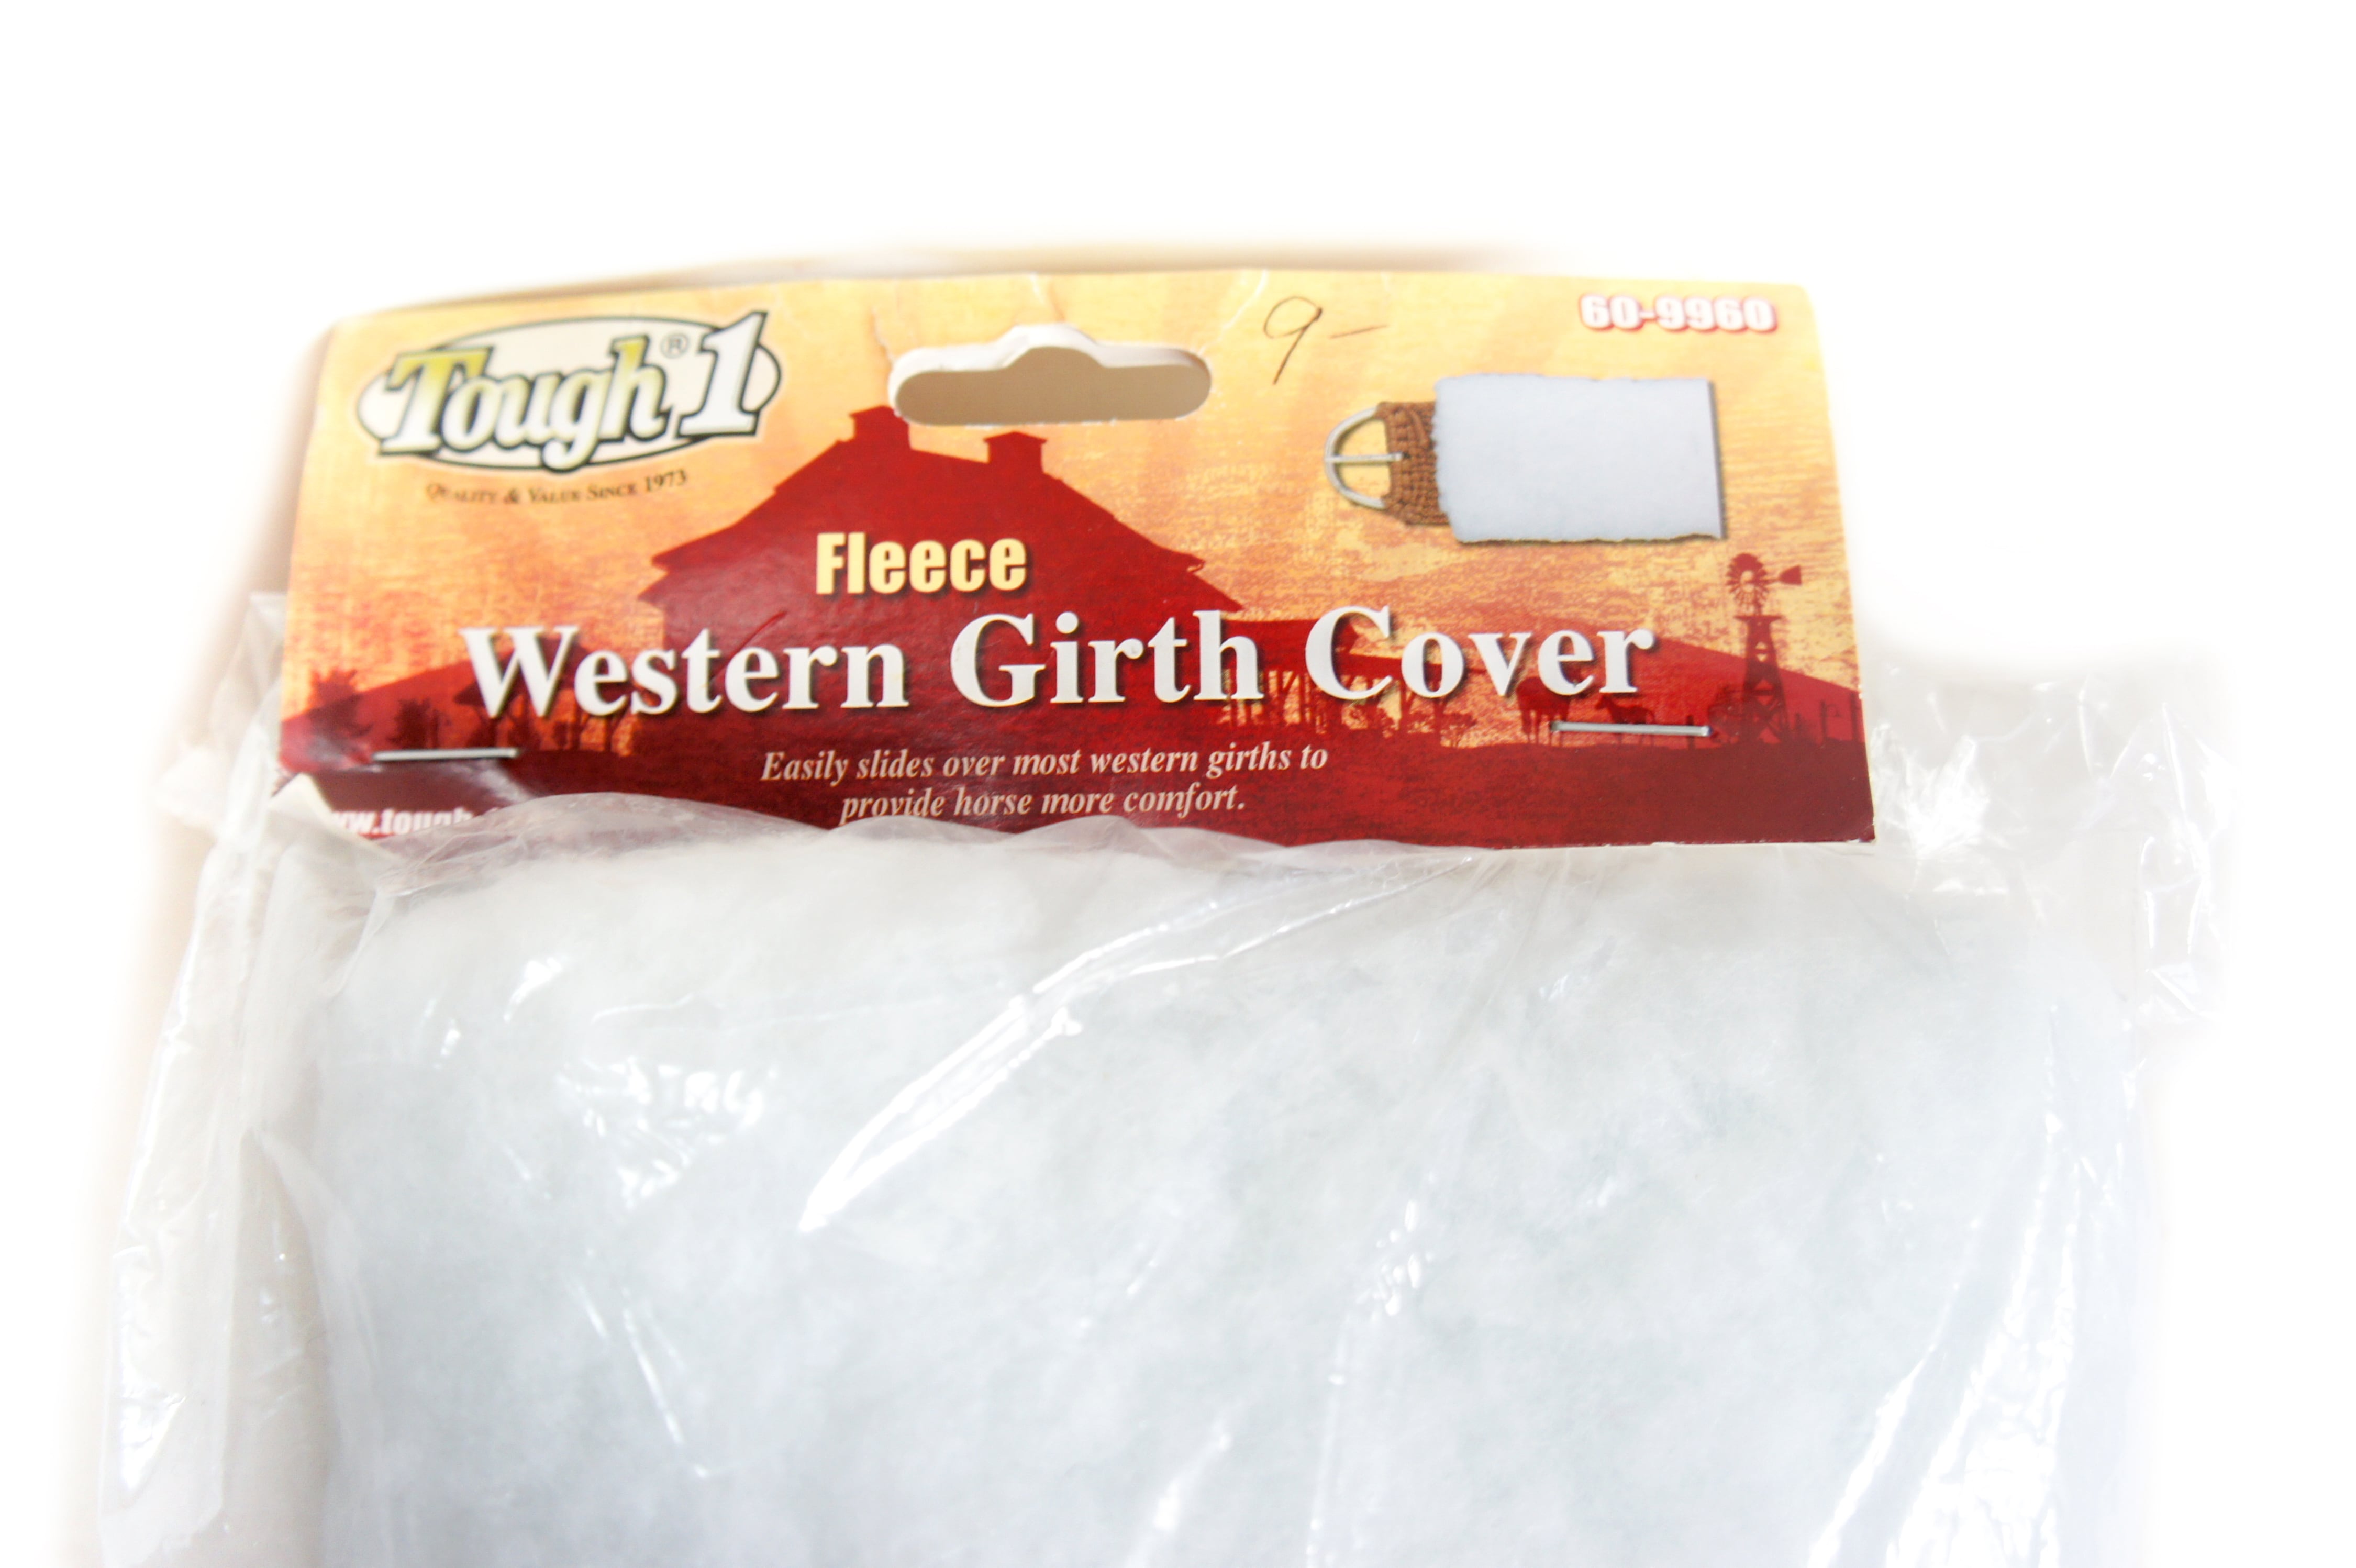 Tough®1
QUALITY & VALUE SINCE 1973
9-
60-9960
Fleece
Western Girth Cover
Easily slides over most western girths to
provide horse more comfort.